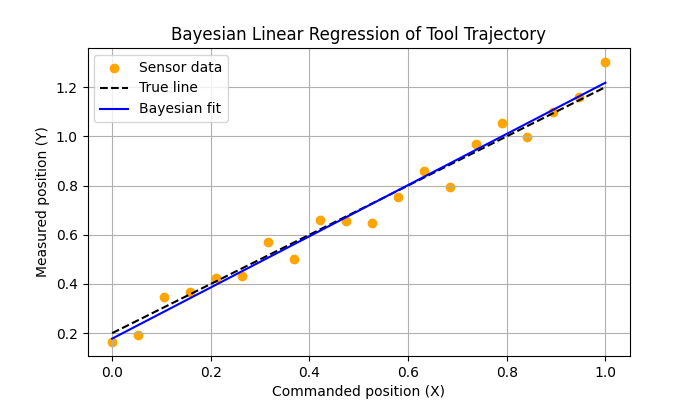 Bayesian Linear Regression of Tool Trajectory
Sensor data
True line
Bayesian fit
Measured position (Y)
1.2
1.0
0.8
0.6
0.4
0.2
0.0 0.2 0.4 0.6 0.8 1.0
Commanded position (X)